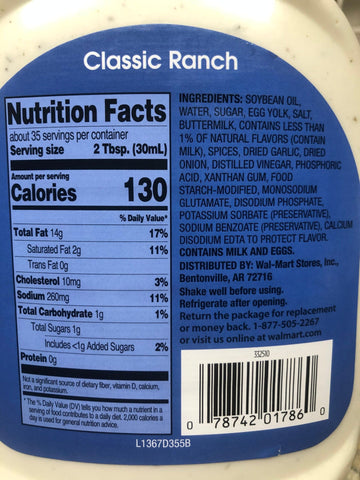 Classic Ranch
Nutrition Facts
about 35 servings per container
Serving size 2 Tbsp. (30mL)
Amount per serving
Calories 130
% Daily Value*
Total Fat 14g 17%
Saturated Fat 2g 11%
Trans Fat 0g
Cholesterol 10mg 3%
Sodium 260mg 11%
Total Carbohydrate 1g 1%
Total Sugars 1g
Includes <1g Added Sugars 2%
Protein 0g
Not a significant source of dietary fiber, vitamin D, calcium,
iron, and potassium.
*The % Daily Value (DV) tells you how much a nutrient in a
serving of food contributes to a daily diet. 2,000 calories a
day is used for general nutrition advice.
INGREDIENTS: SOYBEAN OIL,
WATER, SUGAR, EGG YOLK, SALT,
BUTTERMILK, CONTAINS LESS THAN
1% OF NATURAL FLAVORS (CONTAIN
MILK), SPICES, DRIED GARLIC, DRIED
ONION, DISTILLED VINEGAR, PHOSPHORIC
ACID, XANTHAN GUM, FOOD
STARCH-MODIFIED, MONOSODIUM
GLUTAMATE, DISODIUM PHOSPHATE,
POTASSIUM SORBATE (PRESERVATIVE),
SODIUM BENZOATE (PRESERVATIVE), CALCIUM
DISODIUM EDTA TO PROTECT FLAVOR.
CONTAINS MILK AND EGGS.
DISTRIBUTED BY: Wal-Mart Stores, Inc.,
Bentonville, AR 72716
Shake well before using.
Refrigerate after opening.
Return the package for replacement
or money back. 1-877-505-2267
or visit us online at walmart.com
332510
0 78742 01786 0
L1367D355B